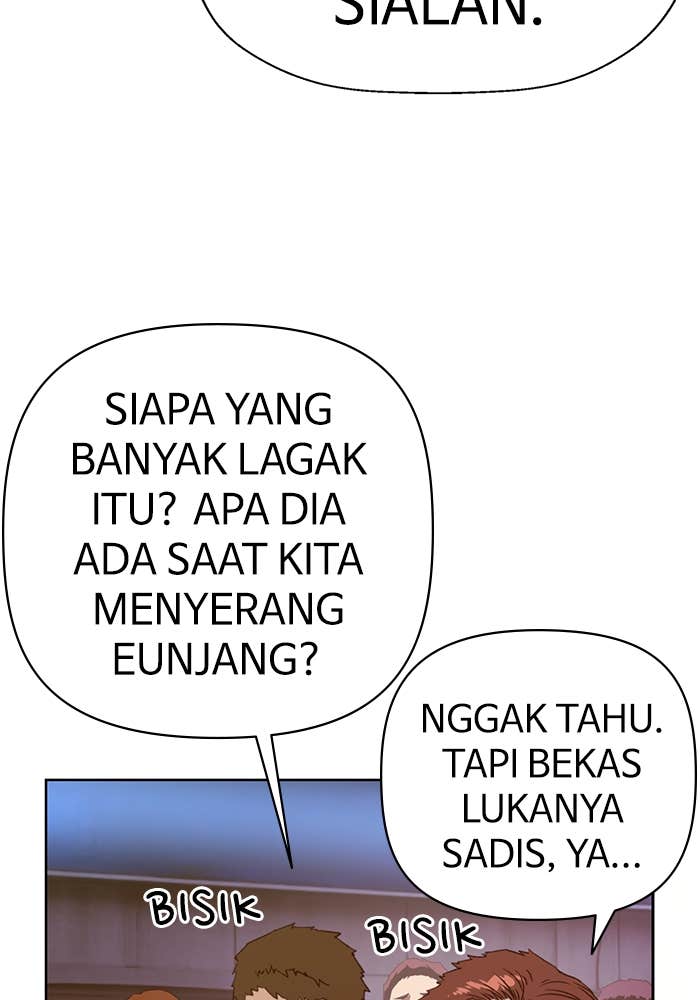 SIALAN.
SIAPA YANG
BANYAK LAGAK
ITU? APA DIA
ADA SAAT KITA
MENYERANG
EUNJANG?
NGGAK TAHU.
TAPI BEKAS
LUKANYA
SADIS, YA...
BISIK
BISIK